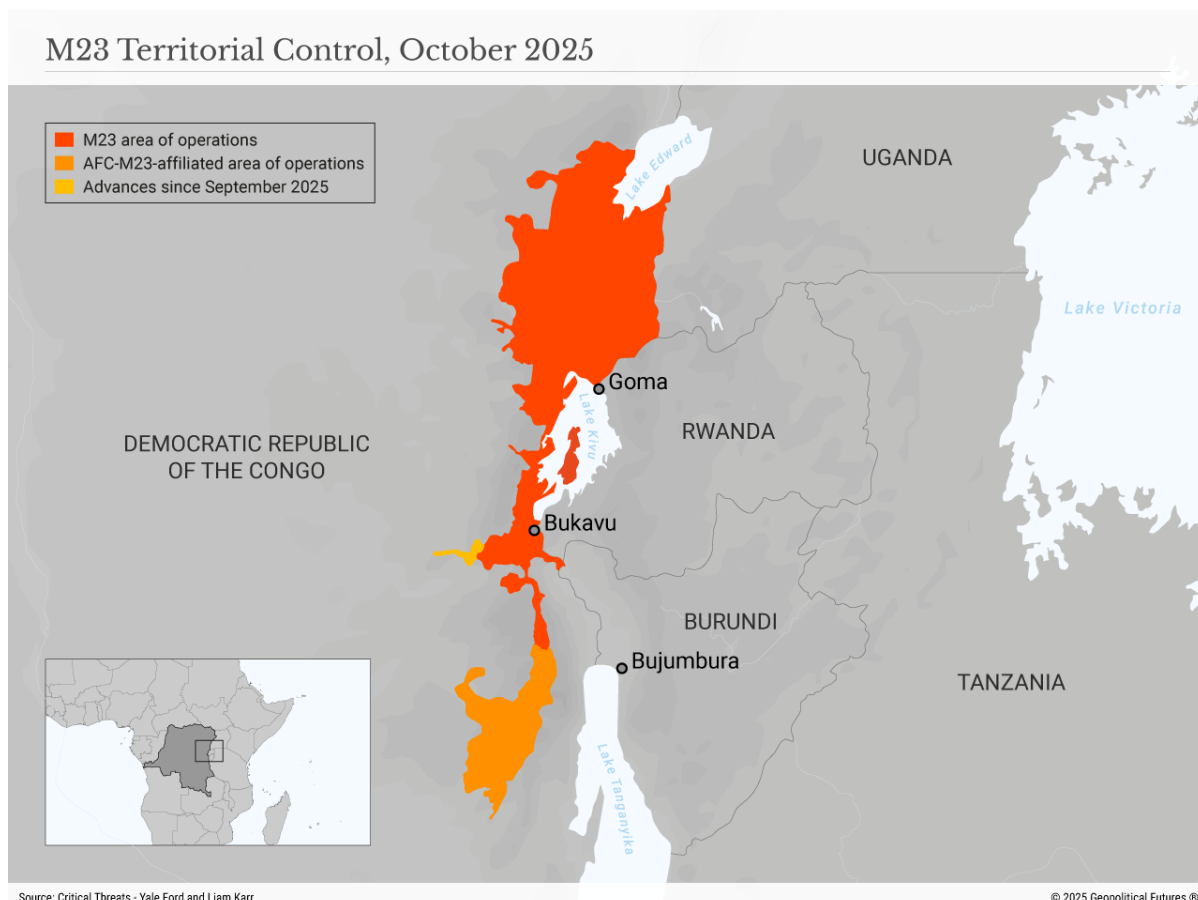 M23 Territorial Control, October 2025
M23 area of operations
AFC-M23-affiliated area of operations
Advances since September 2025
Lake Edward
UGANDA
Lake Victoria
Goma
Lake Kivu
RWANDA
DEMOCRATIC REPUBLIC
OF THE CONGO
Bukavu
BURUNDI
Bujumbura
TANZANIA
Lake Tanganyika
Source: Critical Threats - Yale Ford and Liam Karr
© 2025 Geopolitical Futures ®